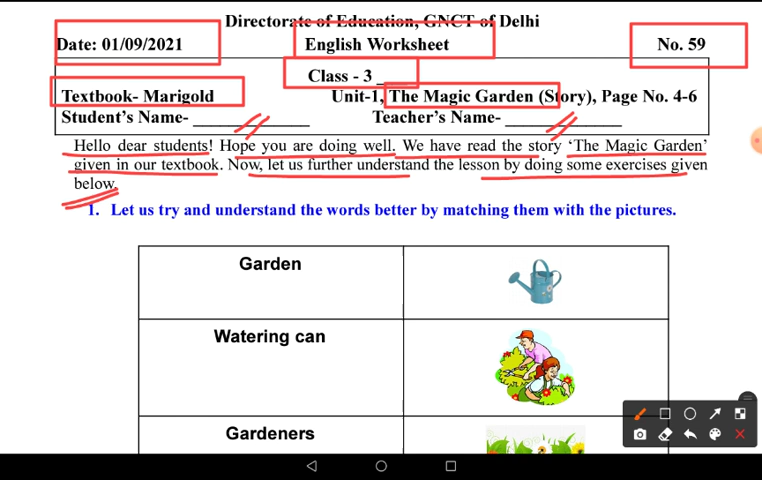 Directorate of Education, GNCT of Delhi
Date: 01/09/2021 English Worksheet No. 59
Class - 3 _
Textbook- Marigold Unit-1, The Magic Garden (Story), Page No. 4-6
Student's Name- ____________ Teacher's Name- ____________
Hello dear students! Hope you are doing well. We have read the story ‘The Magic Garden’
given in our textbook. Now, let us further understand the lesson by doing some exercises given
below.
1. Let us try and understand the words better by matching them with the pictures.
Garden
Watering can
Gardeners